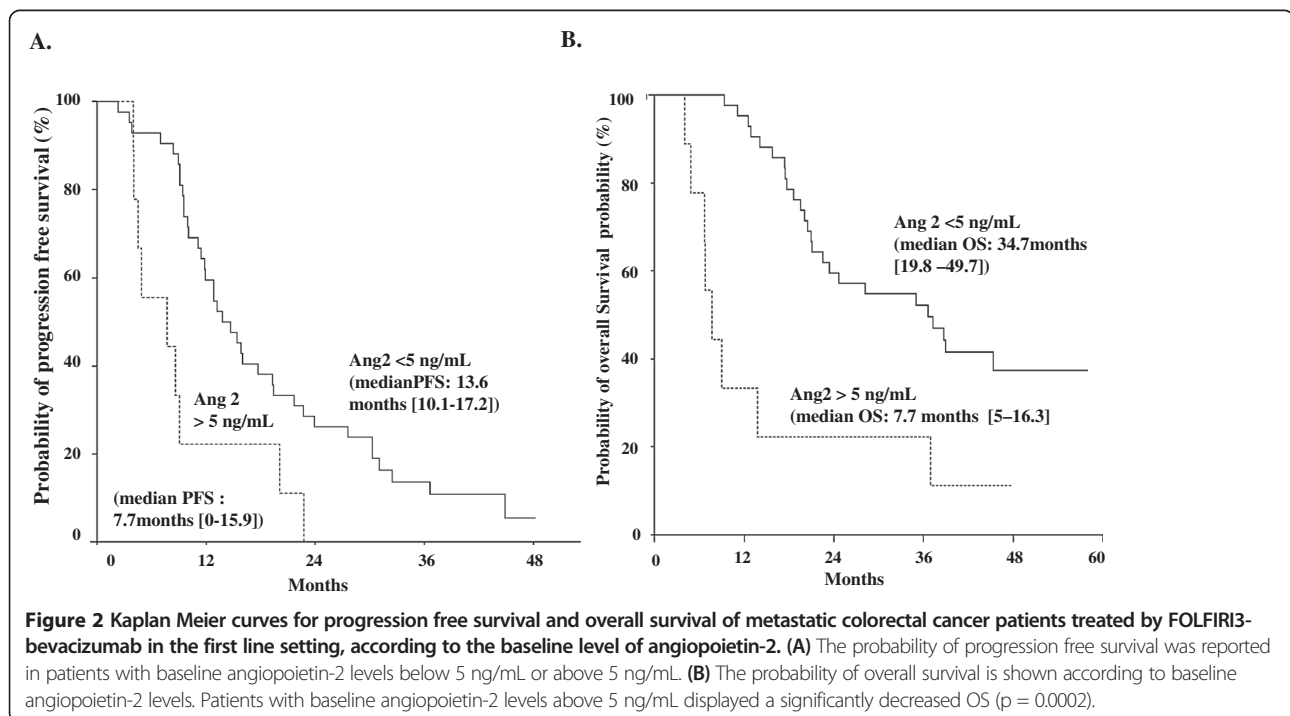 A.
Probability of progression free survival (%)
100
80
60
40
20
0
0 12 24 36 48
Months
Ang2 <5 ng/mL
(medianPFS: 13.6
months [10.1-17.2])
Ang 2
> 5 ng/mL
(median PFS :
7.7months [0-15.9])
B.
Probability of overall Survival probability (%)
100
80
60
40
20
0
0 12 24 36 48 60
Months
Ang 2 <5 ng/mL
(median OS: 34.7months
[19.8 –49.7])
Ang2 > 5 ng/mL
(median OS: 7.7 months [5–16.3]
Figure 2 Kaplan Meier curves for progression free survival and overall survival of metastatic colorectal cancer patients treated by FOLFIRI3-
bevacizumab in the first line setting, according to the baseline level of angiopoietin-2. (A) The probability of progression free survival was reported
in patients with baseline angiopoietin-2 levels below 5 ng/mL or above 5 ng/mL. (B) The probability of overall survival is shown according to baseline
angiopoietin-2 levels. Patients with baseline angiopoietin-2 levels above 5 ng/mL displayed a significantly decreased OS (p = 0.0002).